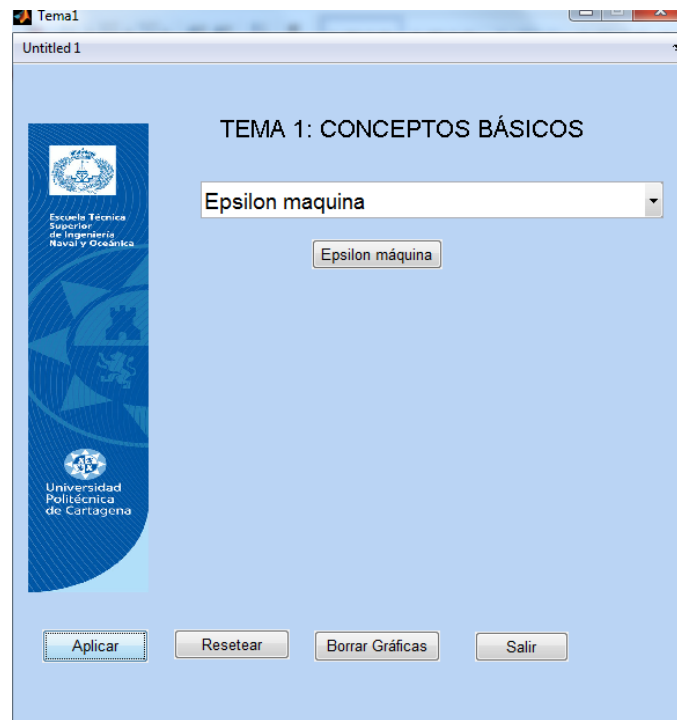 Tema1
Untitled 1
TEMA 1: CONCEPTOS BÁSICOS
Epsilon maquina
Epsilon máquina
Escuela Técnica
Superior
de Ingeniería
Naval y Oceánica
Universidad
Politécnica
de Cartagena
Aplicar
Resetear
Borrar Gráficas
Salir